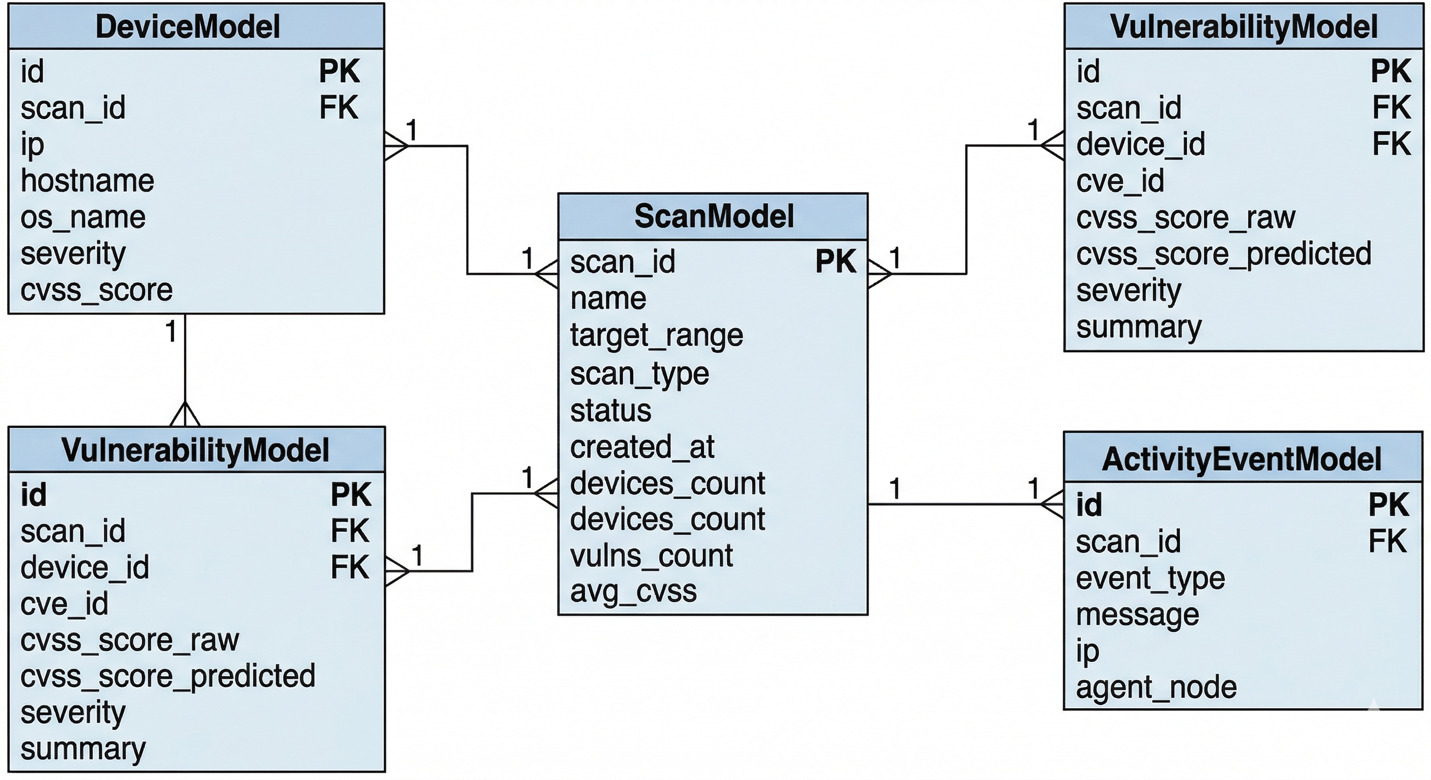 DeviceModel
id PK
scan_id FK
ip
hostname
os_name
severity
cvss_score
1
1
VulnerabilityModel
id PK
scan_id FK
device_id FK
cve_id
cvss_score_raw
cvss_score_predicted
severity
summary
1
ScanModel
scan_id PK
name
target_range
scan_type
status
created_at
devices_count
devices_count
vulns_count
avg_cvss
1
1
1
1
VulnerabilityModel
id PK
scan_id FK
device_id FK
cve_id
cvss_score_raw
cvss_score_predicted
severity
summary
1
ActivityEventModel
id PK
scan_id FK
event_type
message
ip
agent_node
1